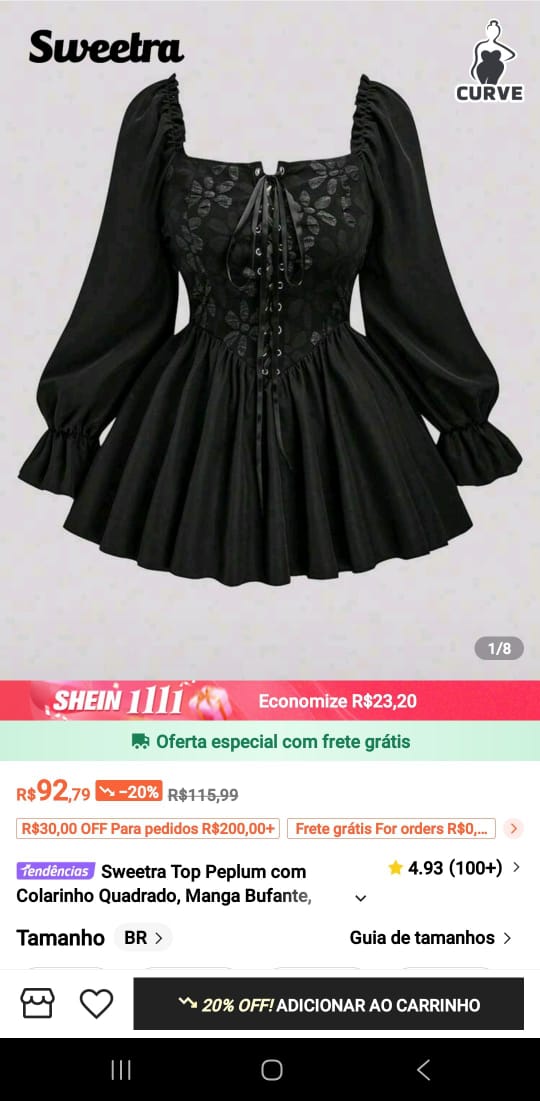 Sweetra
CURVE
1/8
SHEIN 1111 Economize R$23,20
Oferta especial com frete grátis
R$92,79 -20% R$115,99
R$30,00 OFF Para pedidos R$200,00+ Frete grátis For orders R$0,...
Tendências Sweetra Top Peplum com 4.93 (100+)
Colarinho Quadrado, Manga Bufante,
Tamanho BR Guia de tamanhos
20% OFF! ADICIONAR AO CARRINHO